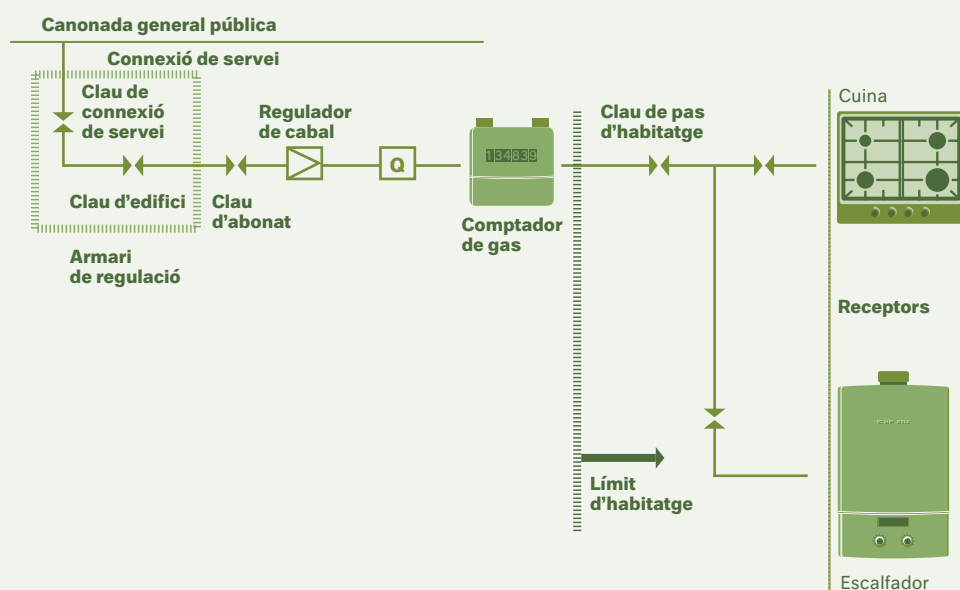 Canonada general pública
Connexió de servei
Clau de
connexió
de servei
Regulador
de cabal
Clau de pas
d'habitatge
Cuina
134839
Q
Clau d'edifici
Clau
d'abonat
Comptador
de gas
Armari
de regulació
Receptors
Límit
d'habitatge
Escalfador